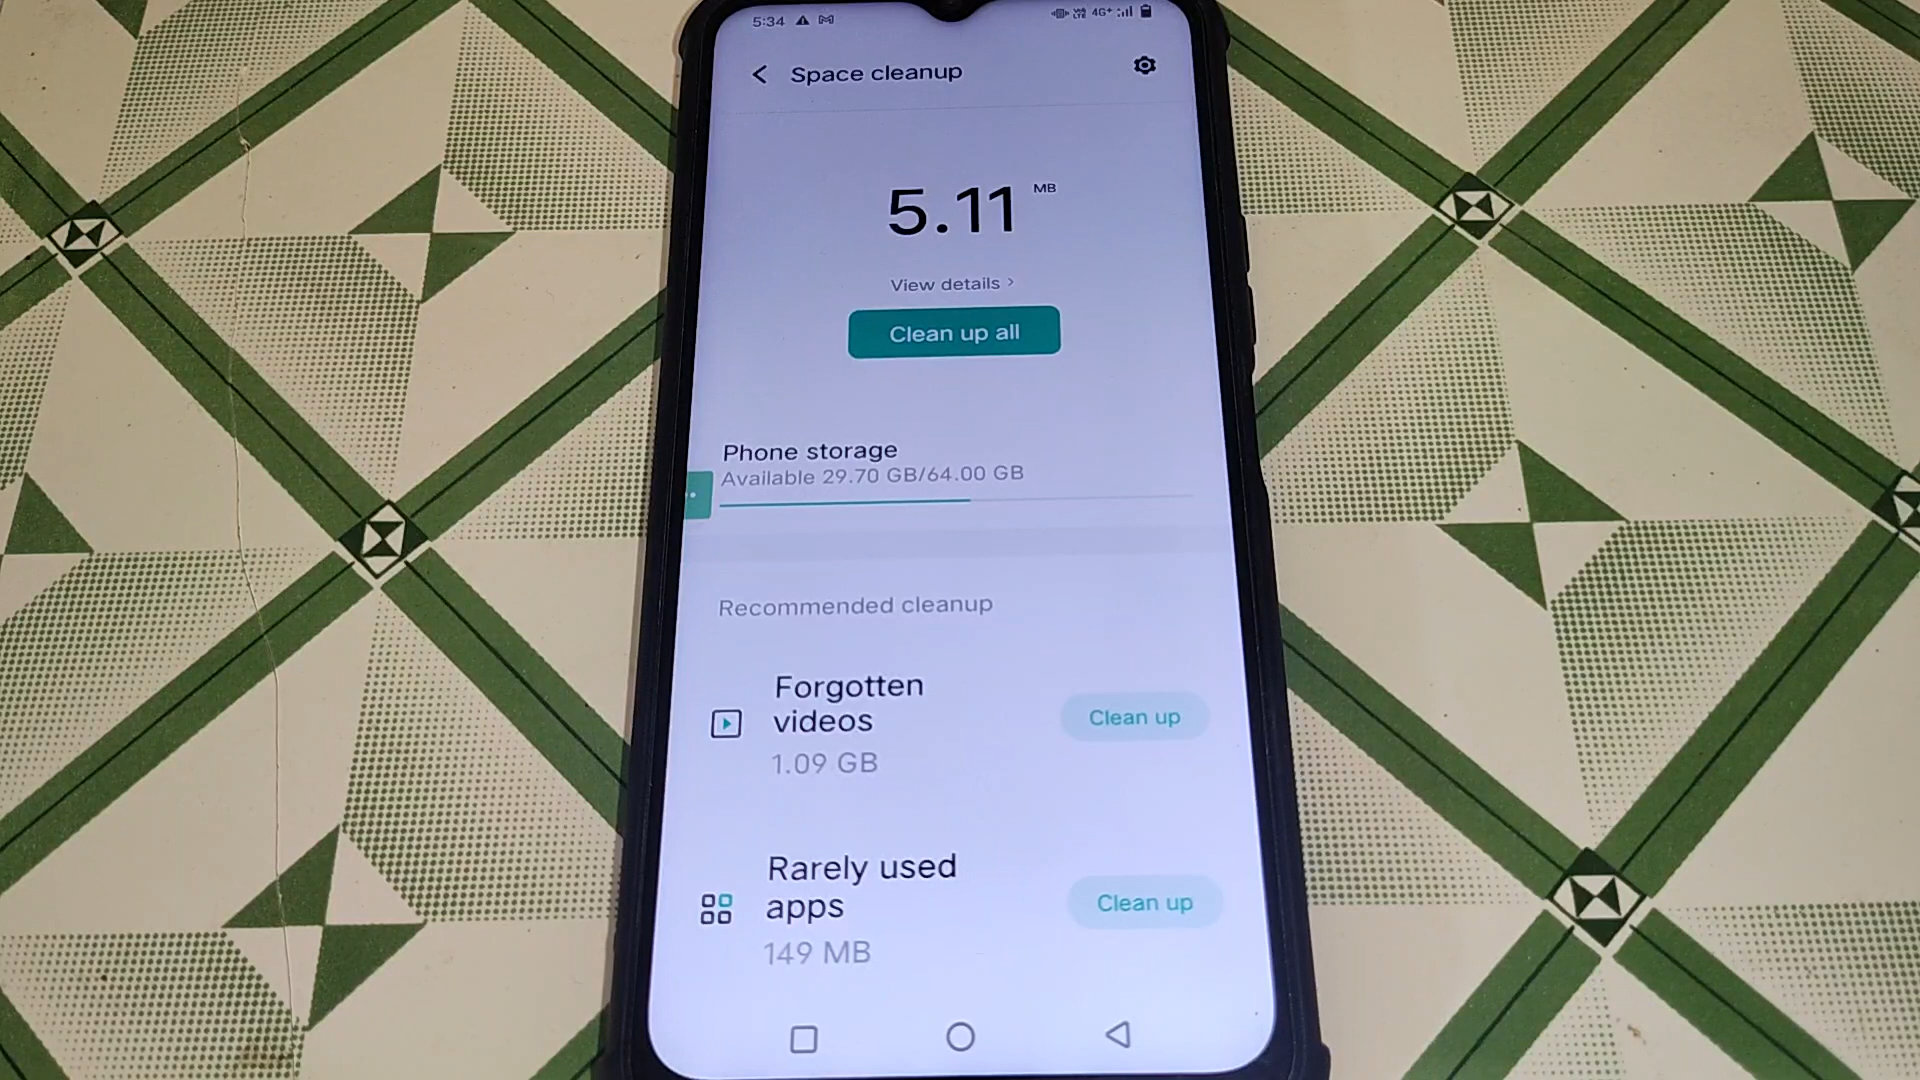 5:34 4G+
Space cleanup
5.11 MB
View details >
Clean up all
Phone storage
Available 29.70 GB/64.00 GB
Recommended cleanup
Forgotten
videos
Clean up
1.09 GB
Rarely used
apps
Clean up
149 MB